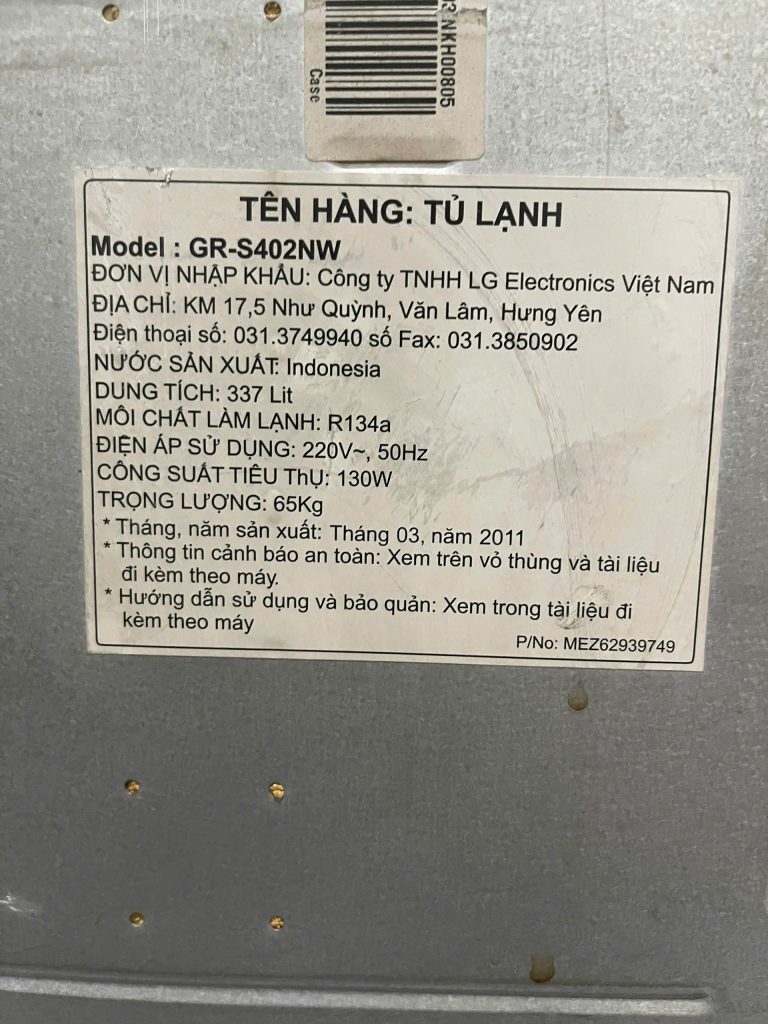 NKH00805
Case
TÊN HÀNG: TỦ LẠNH
Model : GR-S402NW
ĐƠN VỊ NHẬP KHẨU: Công ty TNHH LG Electronics Việt Nam
ĐỊA CHỈ: KM 17,5 Như Quỳnh, Văn Lâm, Hưng Yên
Điện thoại số: 031.3749940 số Fax: 031.3850902
NƯỚC SẢN XUẤT: Indonesia
DUNG TÍCH: 337 Lit
MÔI CHẤT LÀM LẠNH: R134a
ĐIỆN ÁP SỬ DỤNG: 220V~, 50Hz
CÔNG SUẤT TIÊU ThỤ: 130W
TRỌNG LƯỢNG: 65Kg
* Tháng, năm sản xuất: Tháng 03, năm 2011
* Thông tin cảnh báo an toàn: Xem trên vỏ thùng và tài liệu
đi kèm theo máy.
* Hướng dẫn sử dụng và bảo quản: Xem trong tài liệu đi
kèm theo máy
P/No: MEZ62939749